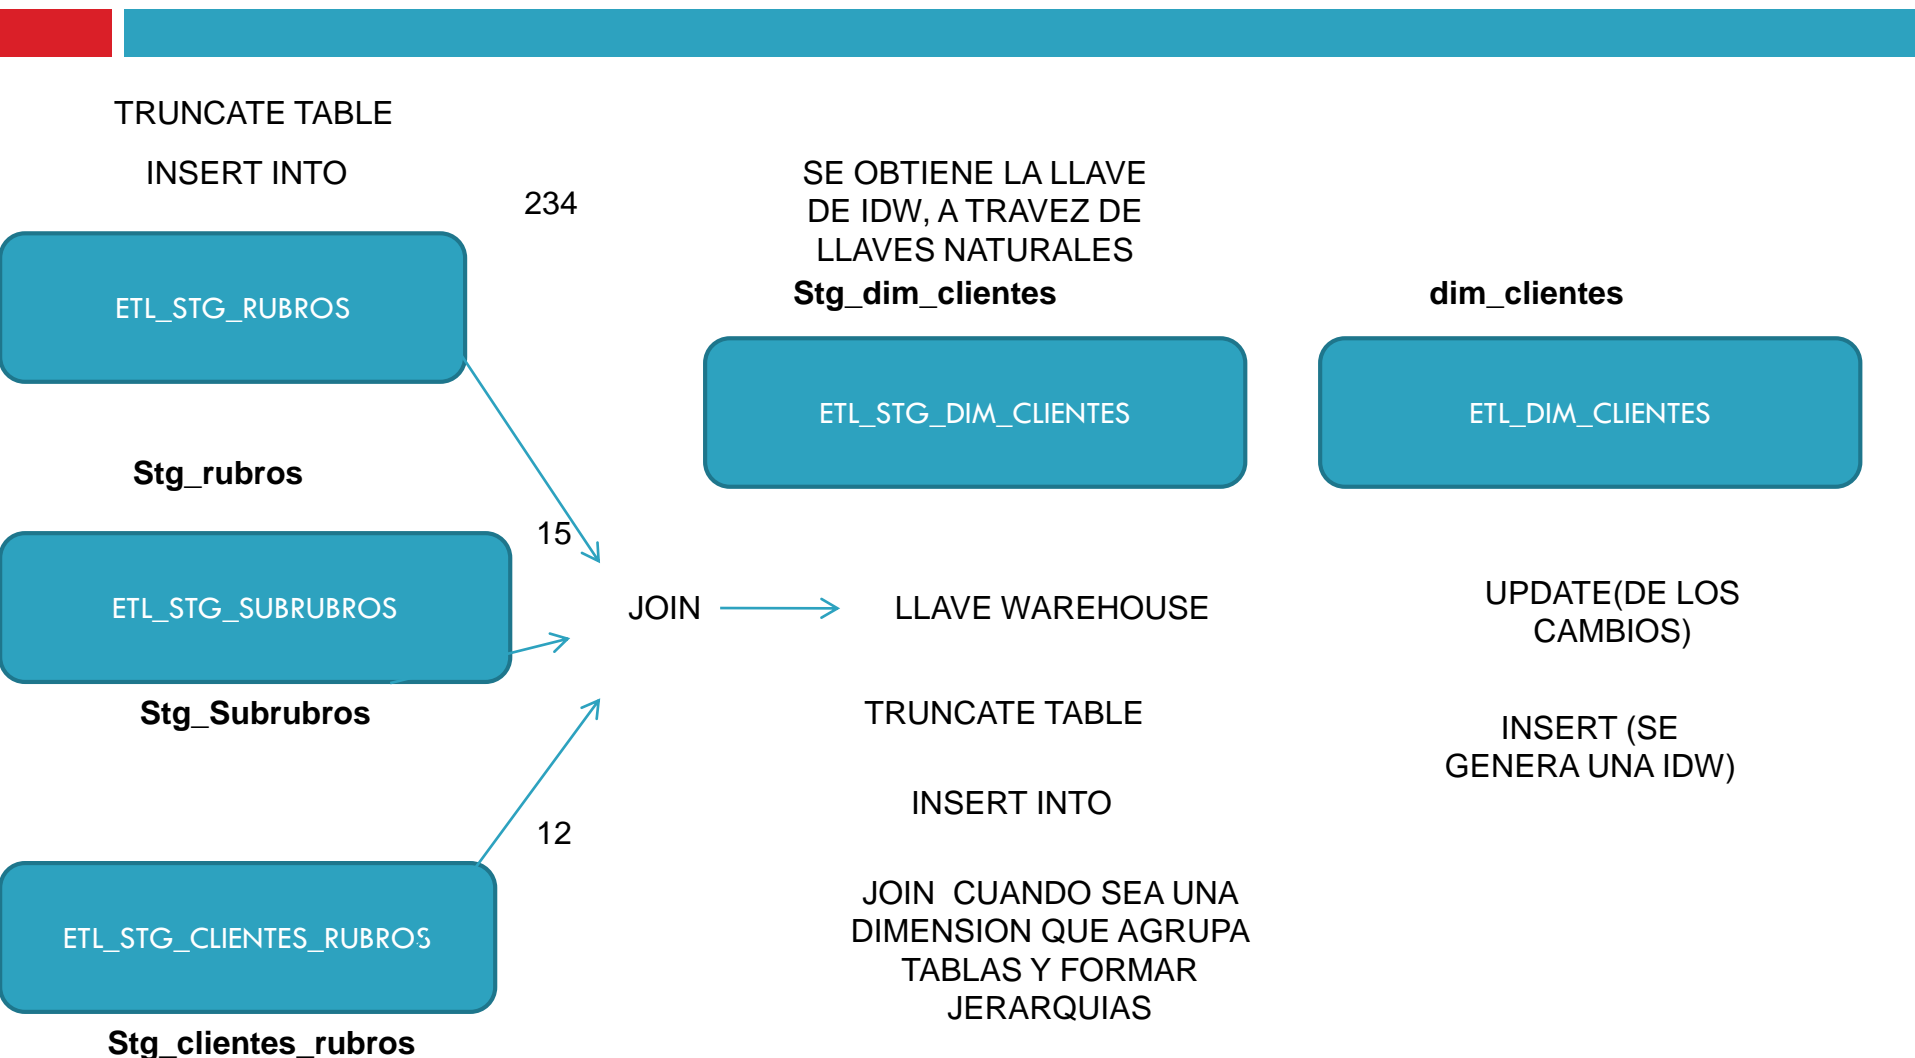 TRUNCATE TABLE
INSERT INTO
234
ETL_STG_RUBROS
Stg_rubros
15
ETL_STG_SUBRUBROS
Stg_Subrubros
12
ETL_STG_CLIENTES_RUBROS
Stg_clientes_rubros
JOIN
SE OBTIENE LA LLAVE
DE IDW, A TRAVEZ DE
LLAVES NATURALES
Stg_dim_clientes
ETL_STG_DIM_CLIENTES
LLAVE WAREHOUSE
TRUNCATE TABLE
INSERT INTO
JOIN CUANDO SEA UNA
DIMENSION QUE AGRUPA
TABLAS Y FORMAR
JERARQUIAS
dim_clientes
ETL_DIM_CLIENTES
UPDATE(DE LOS
CAMBIOS)
INSERT (SE
GENERA UNA IDW)